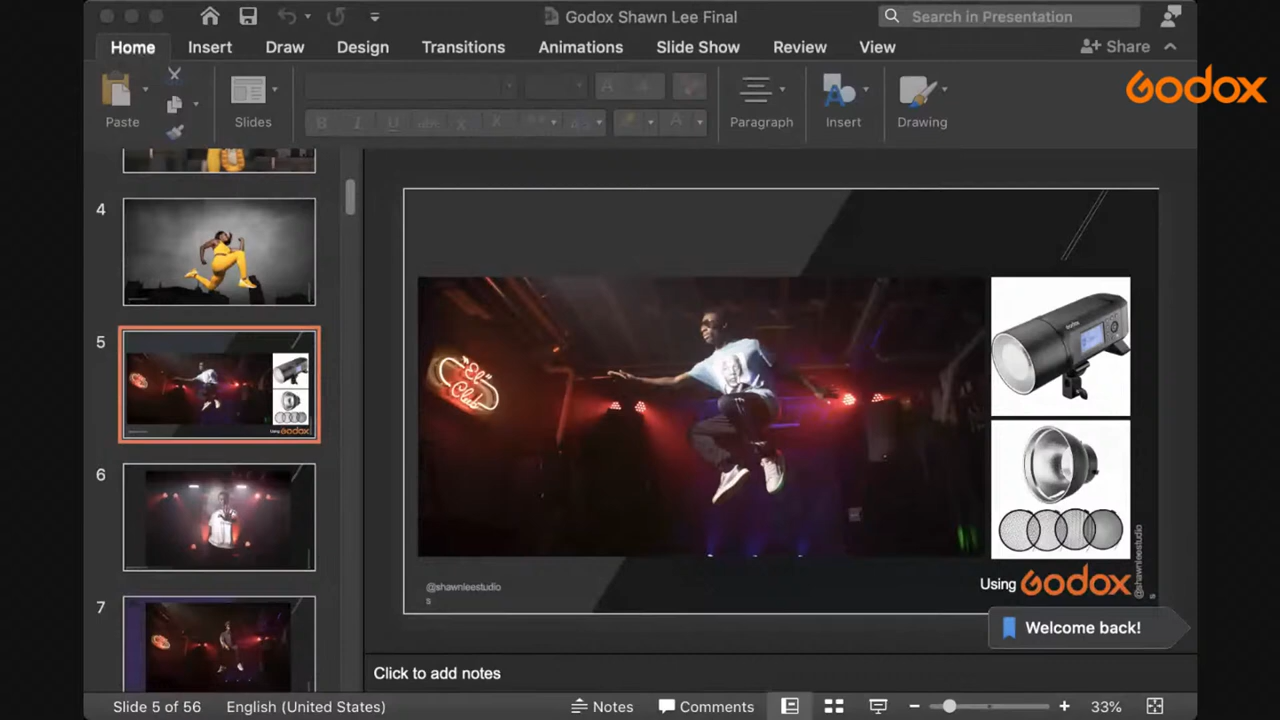 Godox Shawn Lee Final
Search in Presentation
Home
Insert
Draw
Design
Transitions
Animations
Slide Show
Review
View
Share
Paste
Slides
Paragraph
Insert
Drawing
Godox
4
5
6
7
"El
Club"
@shawnleestudio
s
@shawnleestudio
s
Using Godox
Welcome back!
Click to add notes
Slide 5 of 56
English (United States)
Notes
Comments
33%